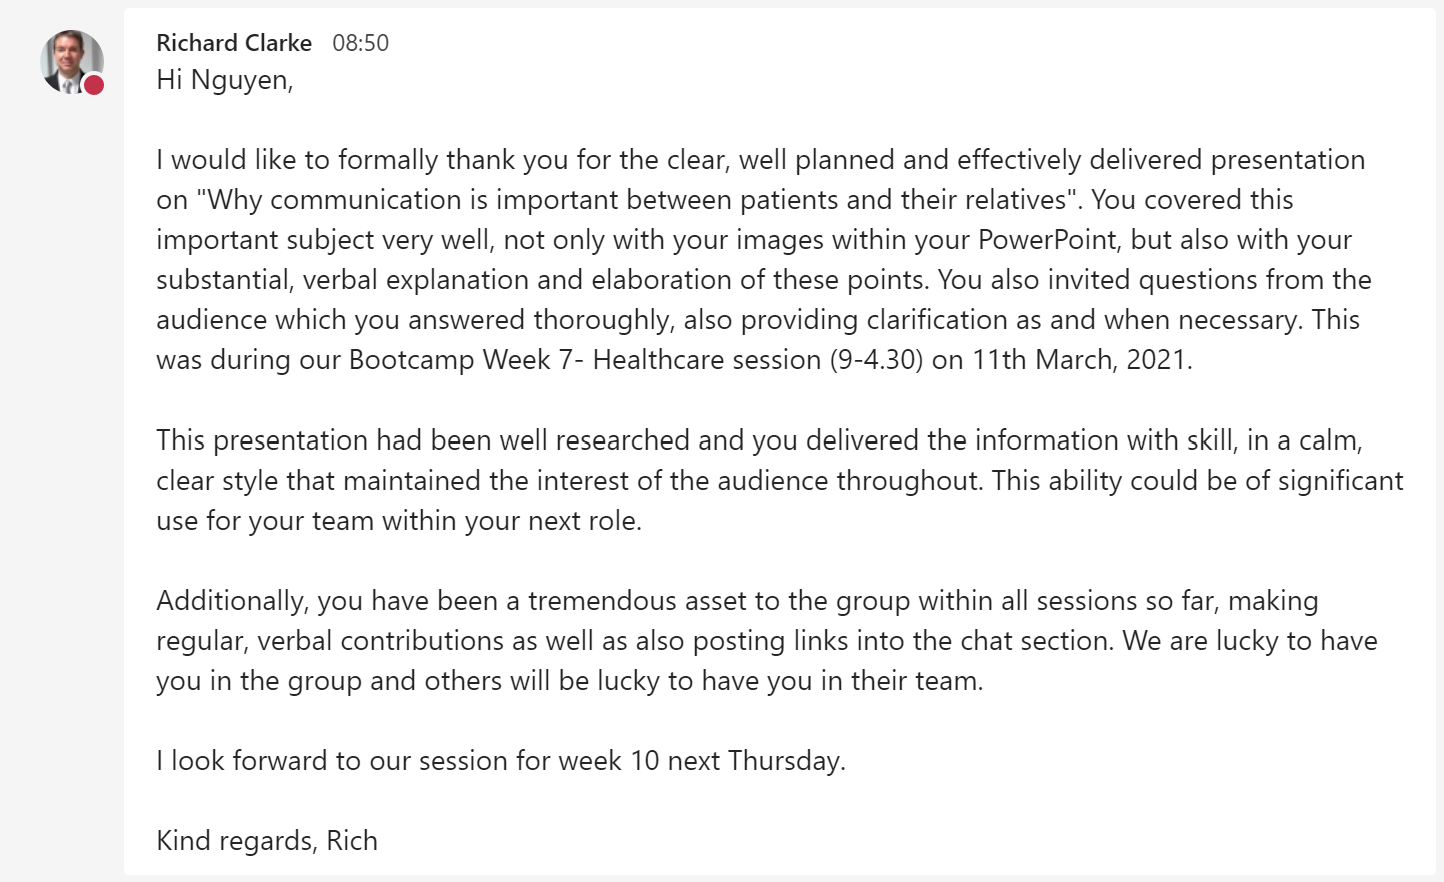 Richard Clarke 08:50
Hi Nguyen,
I would like to formally thank you for the clear, well planned and effectively delivered presentation
on "Why communication is important between patients and their relatives". You covered this
important subject very well, not only with your images within your PowerPoint, but also with your
substantial, verbal explanation and elaboration of these points. You also invited questions from the
audience which you answered thoroughly, also providing clarification as and when necessary. This
was during our Bootcamp Week 7- Healthcare session (9-4.30) on 11th March, 2021.
This presentation had been well researched and you delivered the information with skill, in a calm,
clear style that maintained the interest of the audience throughout. This ability could be of significant
use for your team within your next role.
Additionally, you have been a tremendous asset to the group within all sessions so far, making
regular, verbal contributions as well as also posting links into the chat section. We are lucky to have
you in the group and others will be lucky to have you in their team.
I look forward to our session for week 10 next Thursday.
Kind regards, Rich